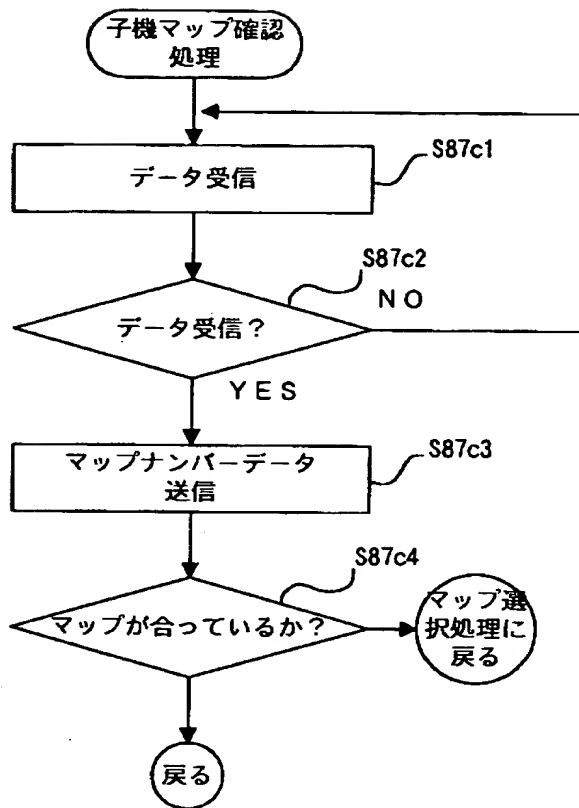 子機マップ確認
処理
データ受信
S87c1
データ受信？
S87c2
NO
YES
マップナンバーデータ
送信
S87c3
マップが合っているか？
S87c4
マップ選
択処理に
戻る
戻る